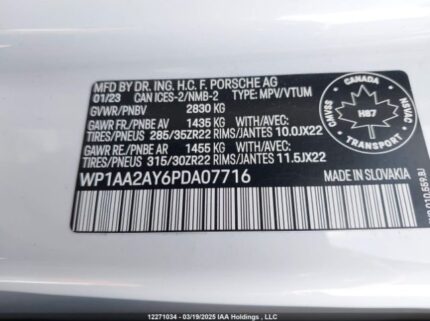 MFD BY DR. ING. H.C. F. PORSCHE AG
01/23 CAN ICES-2/NMB-2 TYPE: MPV/VTUM
GVWR/PNBV 2830 KG
GAWR FR./PNBE AV 1435 KG WITH/AVEC:
TIRES/PNEUS 285/35ZR22 RIMS/JANTES 10.0JX22
GAWR RE./PNBE AR 1455 KG WITH/AVEC:
TIRES/PNEUS 315/30ZR22 RIMS/JANTES 11.5JX22
WP1AA2AY6PDA07716
MADE IN SLOVAKIA
CANADA
CMVSS
NSVAC
H87
TRANSPORT
010.559.BJ
12271034 - 03/19/2025 IAA Holdings , LLC